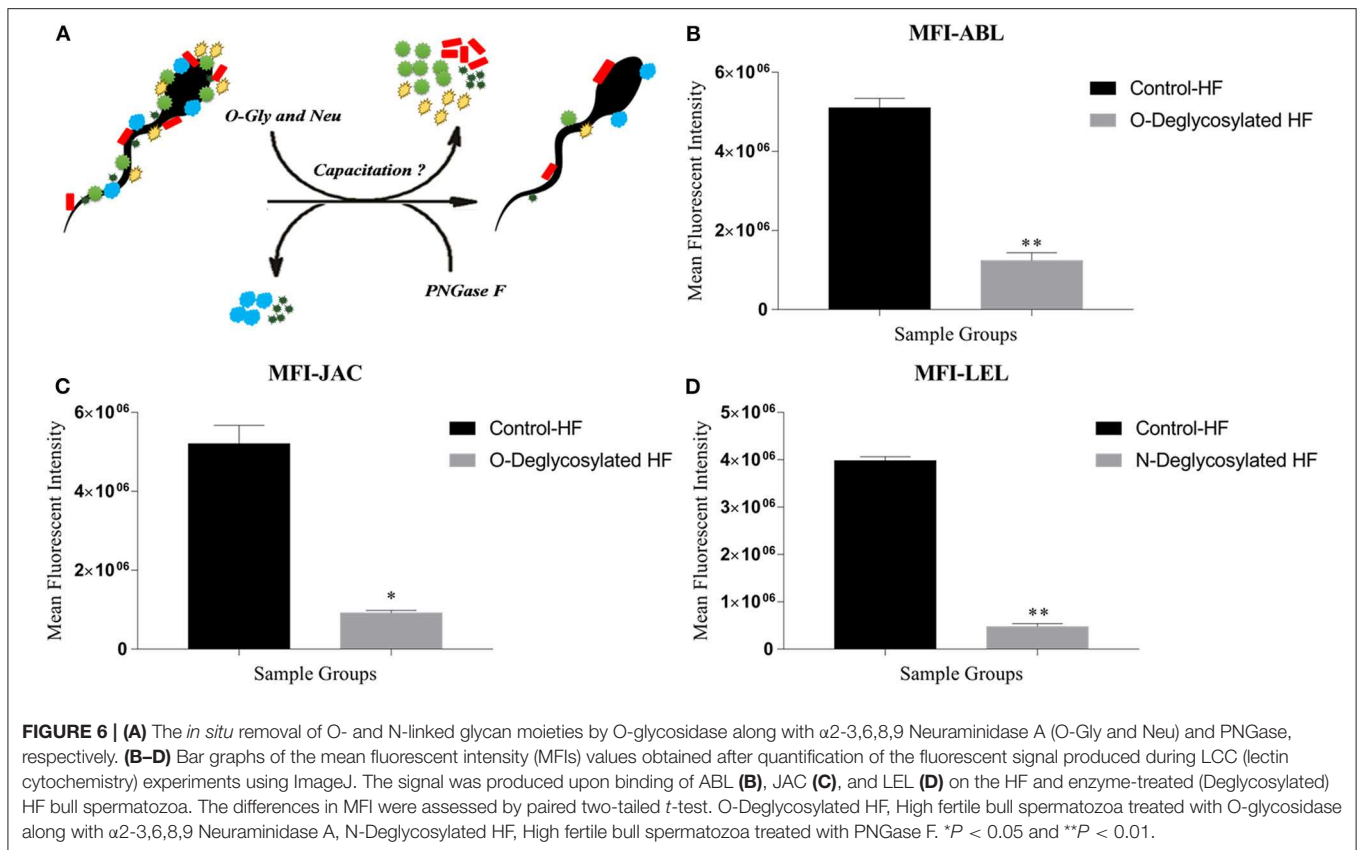 A
O-Gly and Neu
Capacitation ?
PNGase F
B
MFI-ABL
Mean Fluorescent Intensity
6×10⁰⁶
4×10⁰⁶
2×10⁰⁶
0
**
Sample Groups
Control-HF
O-Deglycosylated HF
C
MFI-JAC
Mean Fluorescent Intensity
6×10⁰⁶
4×10⁰⁶
2×10⁰⁶
0
*
Sample Groups
Control-HF
O-Deglycosylated HF
D
MFI-LEL
Mean Fluorescent Intensity
5×10⁰⁶
4×10⁰⁶
3×10⁰⁶
2×10⁰⁶
1×10⁰⁶
0
**
Sample Groups
Control-HF
N-Deglycosylated HF
FIGURE 6 | (A) The in situ removal of O- and N-linked glycan moieties by O-glycosidase along with α2-3,6,8,9 Neuraminidase A (O-Gly and Neu) and PNGase,
respectively. (B–D) Bar graphs of the mean fluorescent intensity (MFIs) values obtained after quantification of the fluorescent signal produced during LCC (lectin
cytochemistry) experiments using ImageJ. The signal was produced upon binding of ABL (B), JAC (C), and LEL (D) on the HF and enzyme-treated (Deglycosylated)
HF bull spermatozoa. The differences in MFI were assessed by paired two-tailed t-test. O-Deglycosylated HF, High fertile bull spermatozoa treated with O-glycosidase
along with α2-3,6,8,9 Neuraminidase A, N-Deglycosylated HF, High fertile bull spermatozoa treated with PNGase F. *P < 0.05 and **P < 0.01.